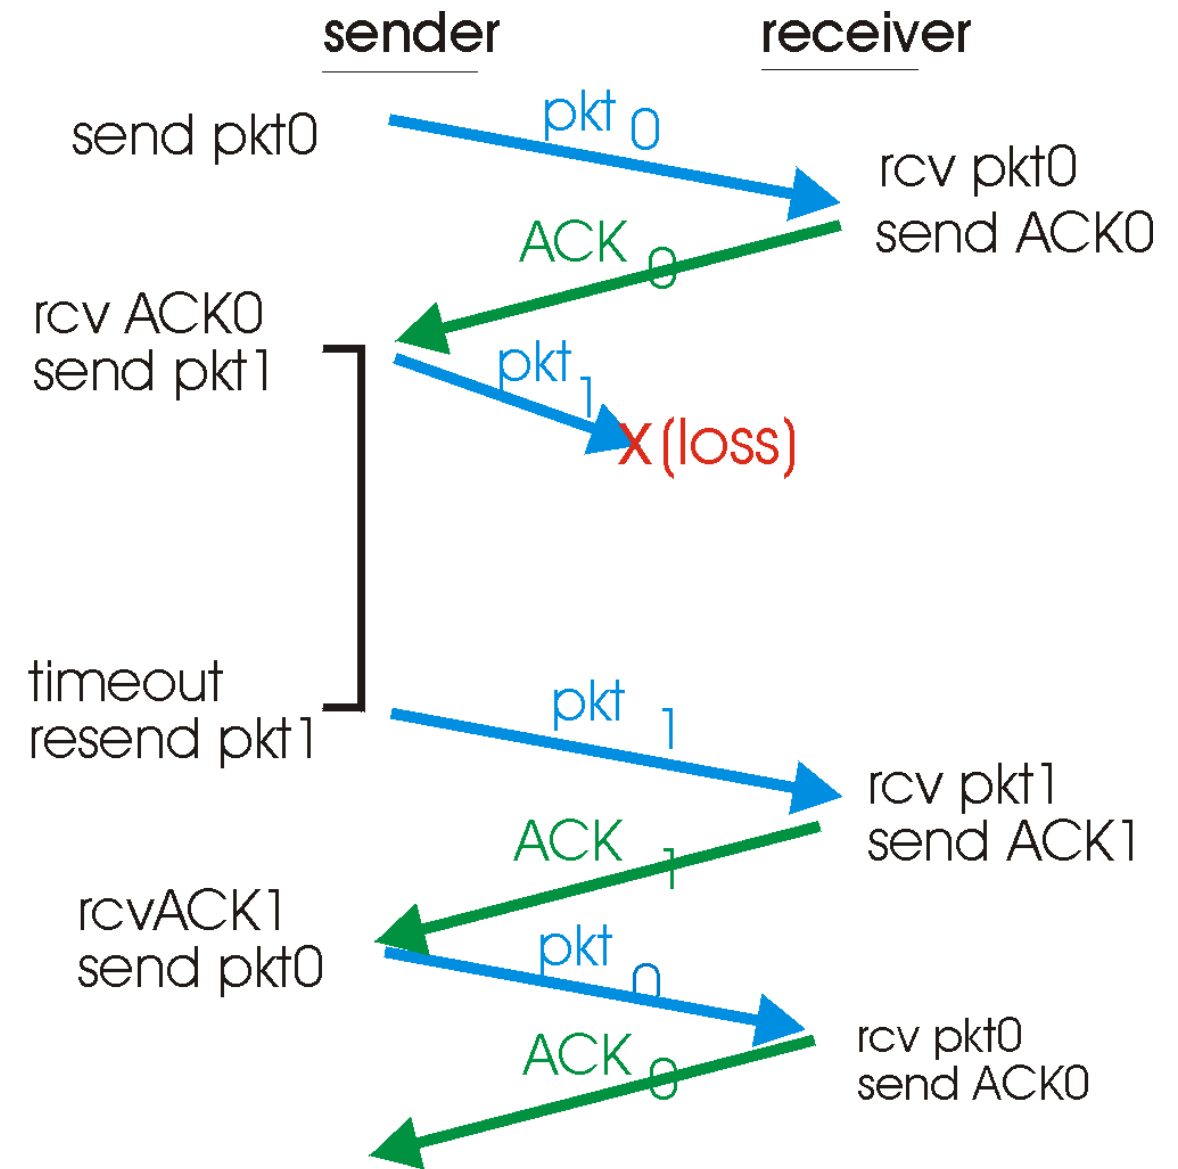 sender
receiver
send pkt0
pkt 0
rcv pkt0
send ACK0
ACK 0
rcv ACK0
send pkt1
pkt 1
X (loss)
timeout
resend pkt1
pkt 1
rcv pkt1
send ACK1
ACK 1
rcvACK1
send pkt0
pkt 0
rcv pkt0
send ACK0
ACK 0